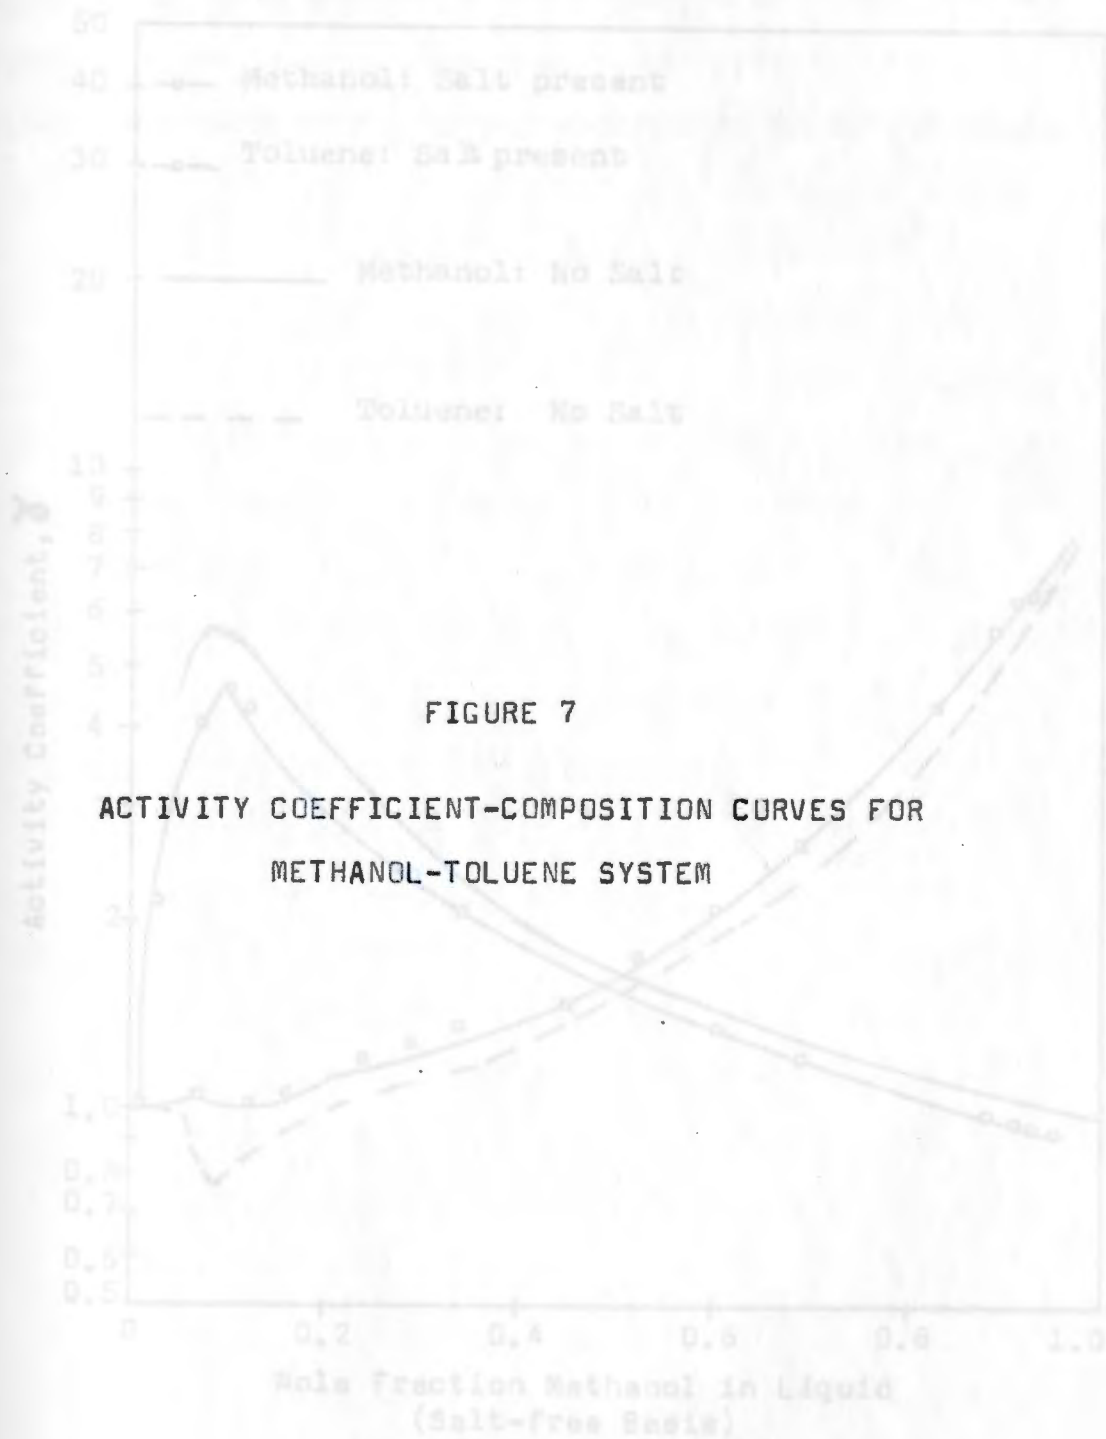 60
40
Methanol: Salt present
30
Toluene: Salt present
20
Methanol: No Salt
Toluene: No Salt
10
9
8
7
6
5
4
2
1.0
0.8
0.7
0.6
0.5
Activity Coefficient, γ
FIGURE 7
ACTIVITY COEFFICIENT-COMPOSITION CURVES FOR
METHANOL-TOLUENE SYSTEM
0 0.2 0.4 0.6 0.8 1.0
Mole Fraction Methanol in Liquid
(Salt-free Basis)